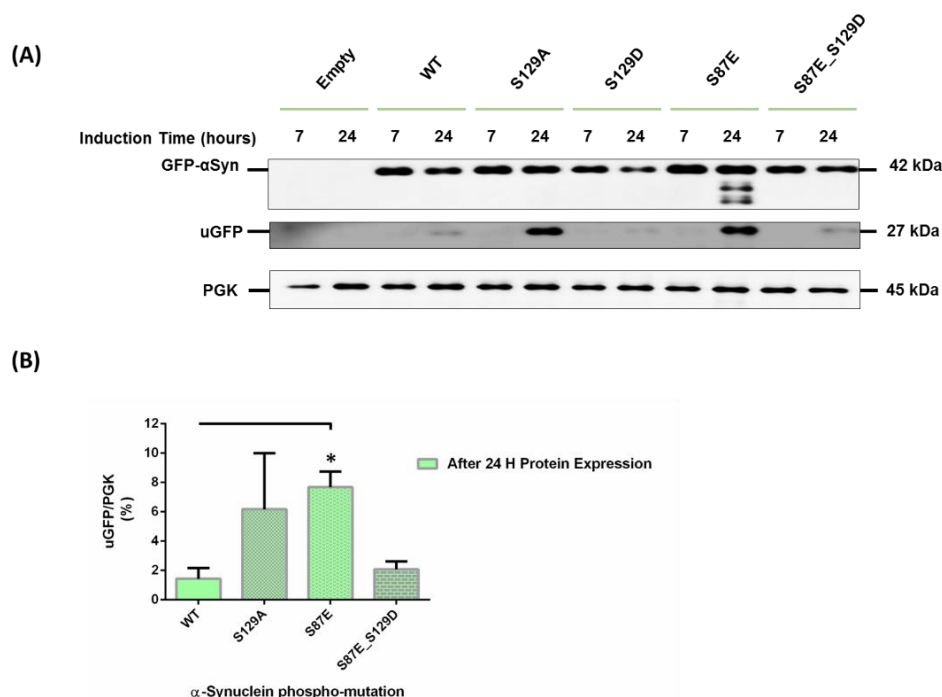 (A)
Empty WT S129A S129D S87E S87E_S129D
Induction Time (hours) 7 24 7 24 7 24 7 24 7 24 7 24
GFP-αSyn 42 kDa
uGFP 27 kDa
PGK 45 kDa
(B)
12
10
8
6
4
2
0
uGFP/PGK
(%)
*
After 24 H Protein Expression
WT S129A S87E S87E_S129D
α-Synuclein phospho-mutation